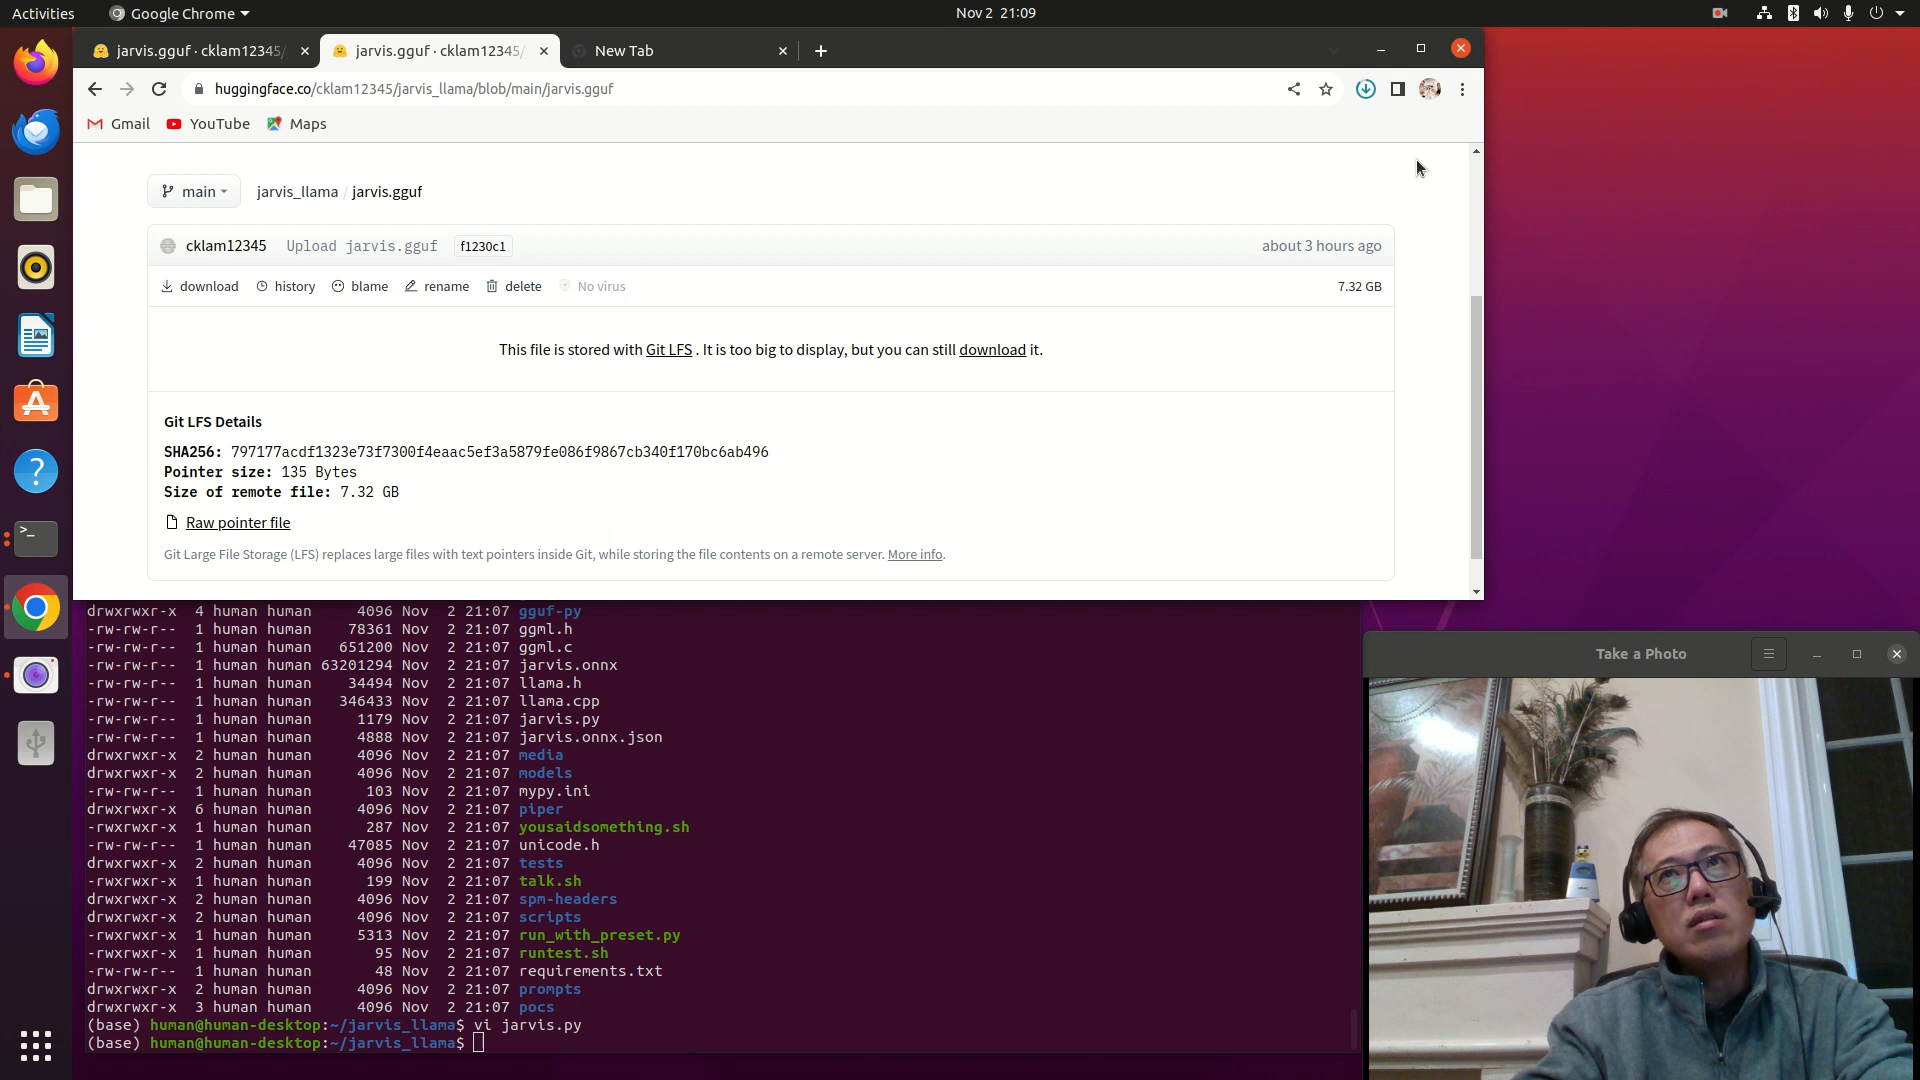 Activities
Google Chrome
Nov 2 21:09
jarvis.gguf · cklam12345/
jarvis.gguf · cklam12345/
New Tab
huggingface.co/cklam12345/jarvis_llama/blob/main/jarvis.gguf
Gmail
YouTube
Maps
main
jarvis_llama / jarvis.gguf
cklam12345 Upload jarvis.gguf f1230c1 about 3 hours ago
download history blame rename delete No virus 7.32 GB
This file is stored with Git LFS . It is too big to display, but you can still download it.
Git LFS Details
SHA256: 797177acdf1323e73f7300f4eaac5ef3a5879fe086f9867cb340f170bc6ab496
Pointer size: 135 Bytes
Size of remote file: 7.32 GB
Raw pointer file
Git Large File Storage (LFS) replaces large files with text pointers inside Git, while storing the file contents on a remote server. More info.
drwxrwxr-x 4 human human 4096 Nov 2 21:07 gguf-py
-rw-rw-r-- 1 human human 78361 Nov 2 21:07 ggml.h
-rw-rw-r-- 1 human human 651200 Nov 2 21:07 ggml.c
-rw-rw-r-- 1 human human 63201294 Nov 2 21:07 jarvis.onnx
-rw-rw-r-- 1 human human 34494 Nov 2 21:07 llama.h
-rw-rw-r-- 1 human human 346433 Nov 2 21:07 llama.cpp
-rw-rw-r-- 1 human human 1179 Nov 2 21:07 jarvis.py
-rw-rw-r-- 1 human human 4888 Nov 2 21:07 jarvis.onnx.json
drwxrwxr-x 2 human human 4096 Nov 2 21:07 media
drwxrwxr-x 2 human human 4096 Nov 2 21:07 models
-rw-rw-r-- 1 human human 103 Nov 2 21:07 mypy.ini
drwxrwxr-x 6 human human 4096 Nov 2 21:07 piper
-rwxrwxr-x 1 human human 287 Nov 2 21:07 yousaidsomething.sh
-rw-rw-r-- 1 human human 47085 Nov 2 21:07 unicode.h
drwxrwxr-x 2 human human 4096 Nov 2 21:07 tests
-rwxrwxr-x 1 human human 199 Nov 2 21:07 talk.sh
drwxrwxr-x 2 human human 4096 Nov 2 21:07 spm-headers
drwxrwxr-x 2 human human 4096 Nov 2 21:07 scripts
-rwxrwxr-x 1 human human 5313 Nov 2 21:07 run_with_preset.py
-rwxrwxr-x 1 human human 95 Nov 2 21:07 runtest.sh
-rw-rw-r-- 1 human human 48 Nov 2 21:07 requirements.txt
drwxrwxr-x 2 human human 4096 Nov 2 21:07 prompts
drwxrwxr-x 3 human human 4096 Nov 2 21:07 pocs
(base) human@human-desktop:~/jarvis_llama$ vi jarvis.py
(base) human@human-desktop:~/jarvis_llama$
Take a Photo